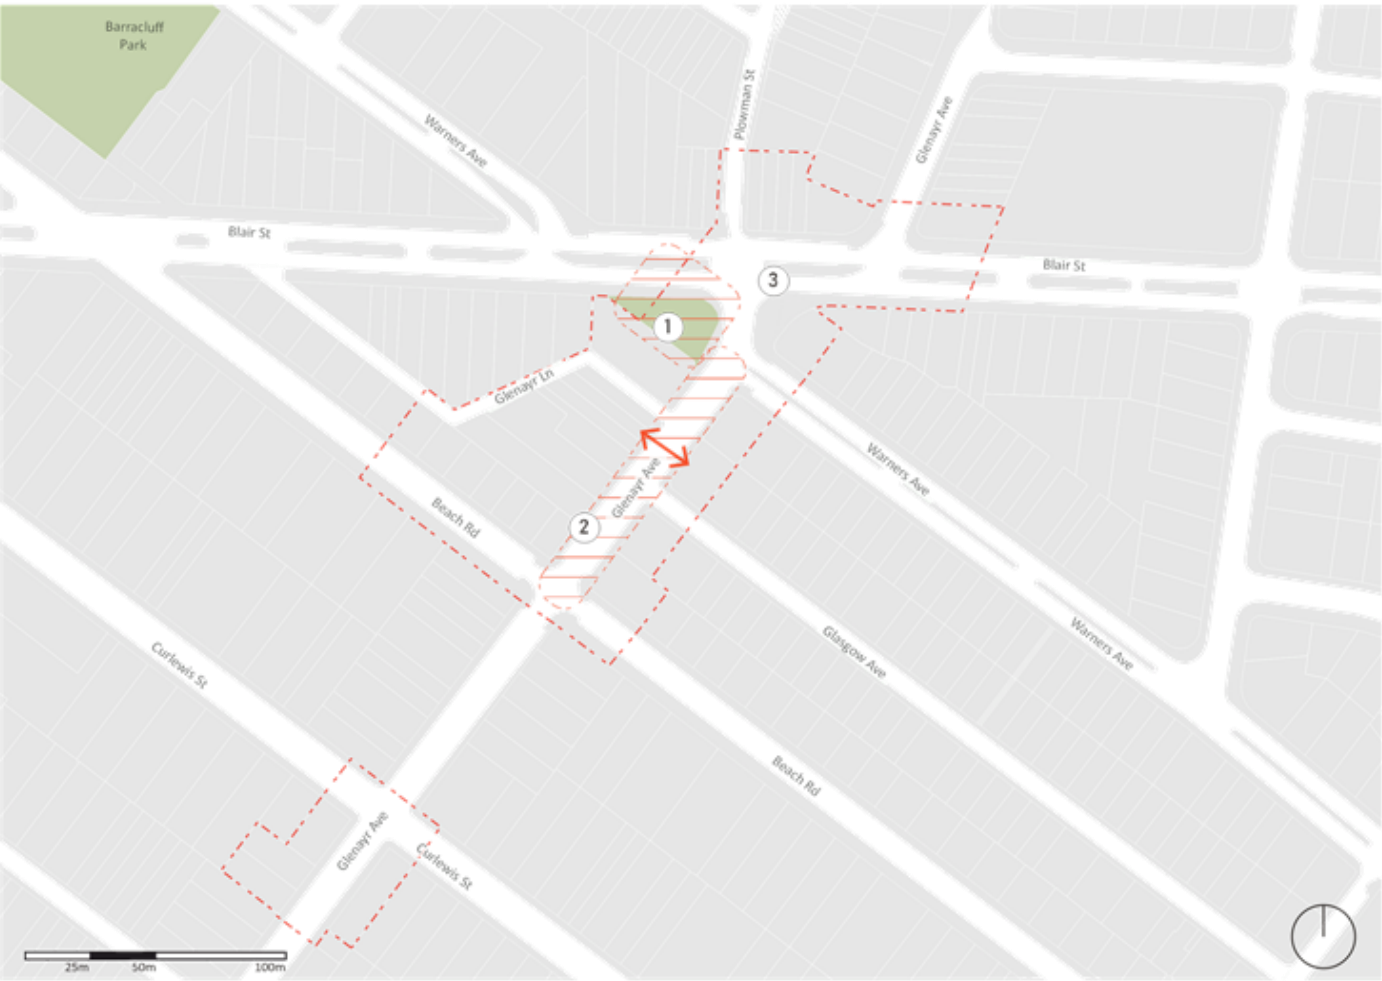 Barracluff
Park
Warners Ave
Plowman St
Glenayr Ave
Blair St
Blair St
3
1
Glenayr Ln
Warners Ave
Glenayr Ave
Beach Rd
2
Curlewis St
Glasgow Ave
Warners Ave
Beach Rd
Glenayr Ave
Curlewis St
25m 50m 100m